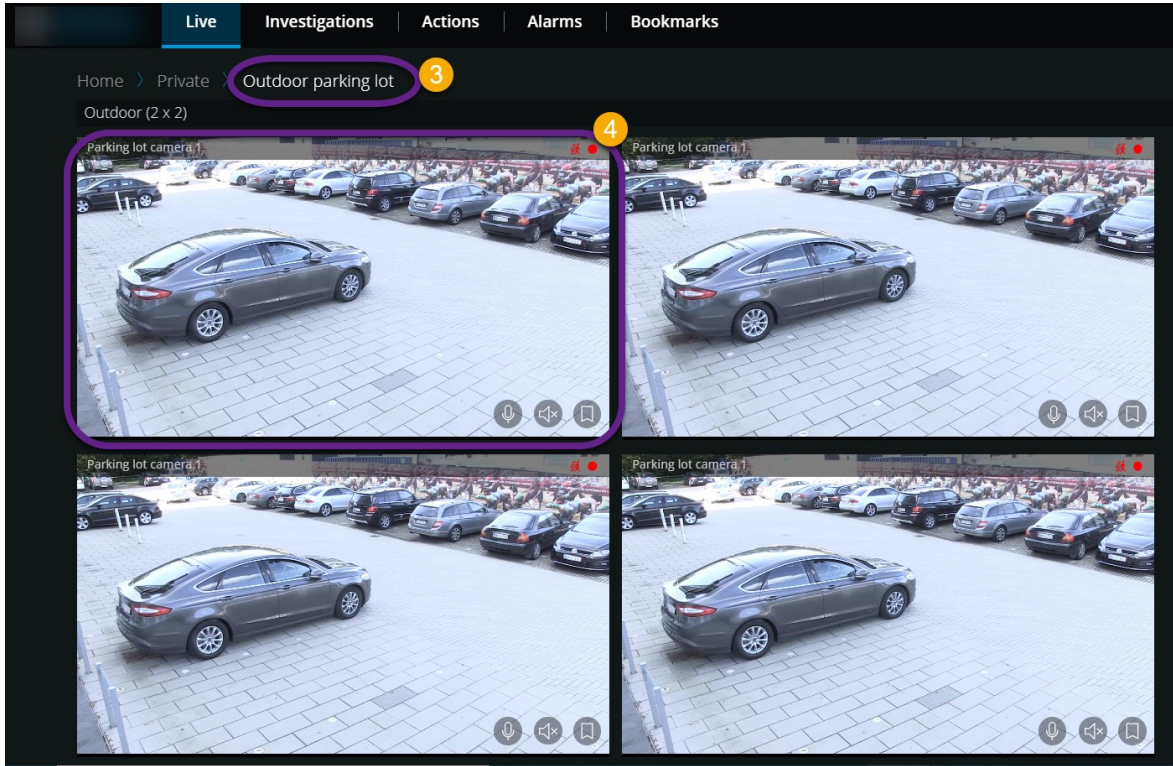 Live Investigations Actions Alarms Bookmarks
Home > Private > Outdoor parking lot 3
Outdoor (2 x 2)
4
Parking lot camera 1 Parking lot camera 1
Parking lot camera 1 Parking lot camera 1